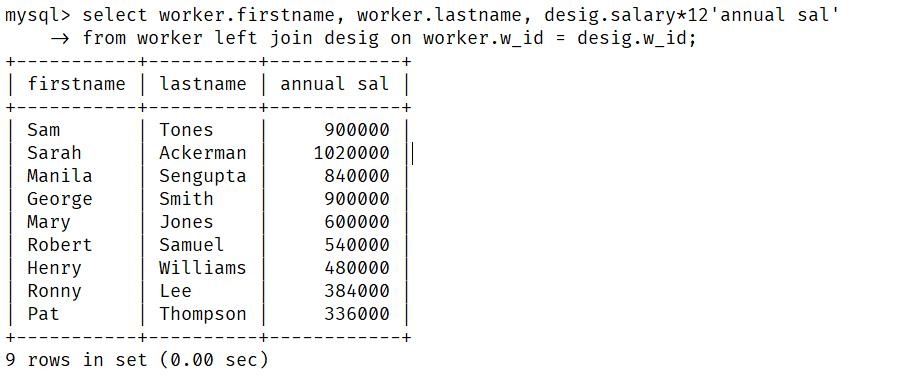 mysql> select worker.firstname, worker.lastname, desig.salary*12'annual sal'
    → from worker left join desig on worker.w_id = desig.w_id;
+-----------+----------+------------+
| firstname | lastname | annual sal |
+-----------+----------+------------+
| Sam       | Tones    |     900000 |
| Sarah     | Ackerman |    1020000 |
| Manila    | Sengupta |     840000 |
| George    | Smith    |     900000 |
| Mary      | Jones    |     600000 |
| Robert    | Samuel   |     540000 |
| Henry     | Williams |     480000 |
| Ronny     | Lee      |     384000 |
| Pat       | Thompson |     336000 |
+-----------+----------+------------+
9 rows in set (0.00 sec)